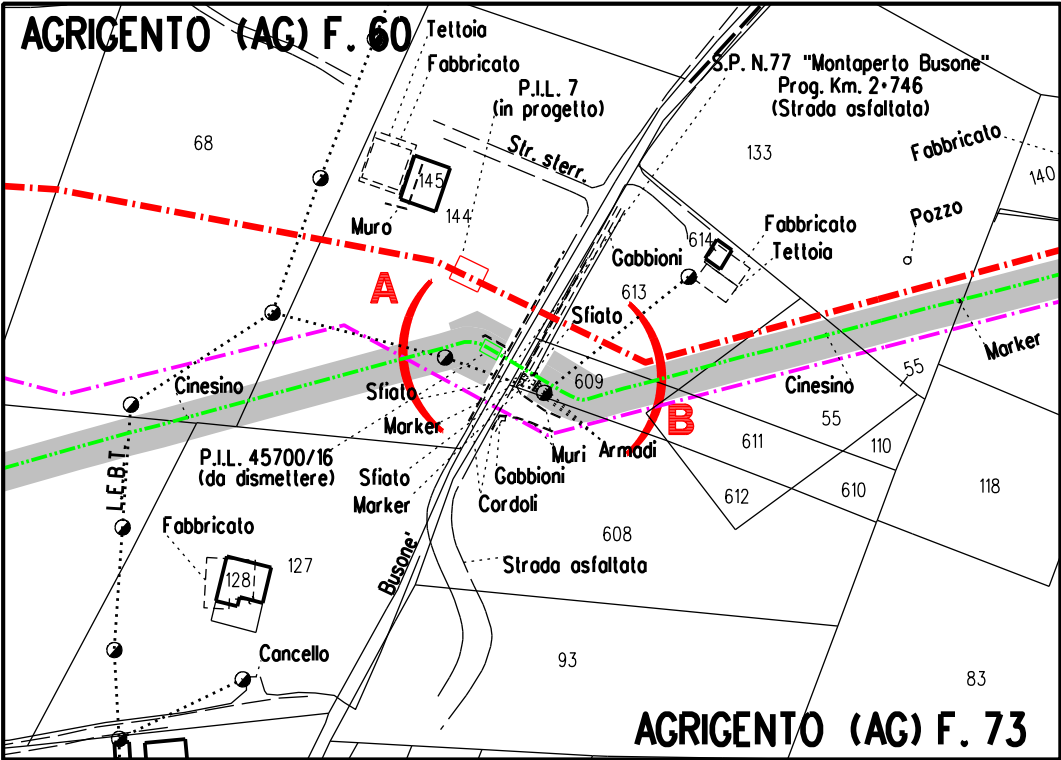 AGRIGENTO (AG) F. 60
Tettoia
Fabbricato
P.I.L. 7
(in progetto)
S.P. N.77 "Montaperto Busone"
Prog. Km. 2+746
(Strada asfaltata)
Fabbricato
68
Str. sterr.
133
140
145
144
Muro
Pozzo
Fabbricato
Tettoia
614
Gabbioni
613
A
Sfiato
Marker
Cinesino
Sfiato
609
Cinesino
55
55
Marker
B
611
110
P.I.L. 45700/16
(da dismettere)
Muri
Armadi
Sfiato
Marker
Gabbioni
Cordoli
612
610
118
L.E.B.T.
Fabbricato
127
128
Busone'
608
Strada asfaltata
Cancello
93
83
AGRIGENTO (AG) F. 73